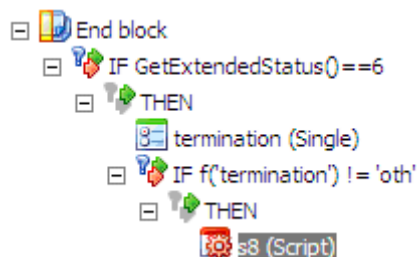 End block
IF GetExtendedStatus()==6
THEN
termination (Single)
IF f('termination') != 'oth'
THEN
s8 (Script)